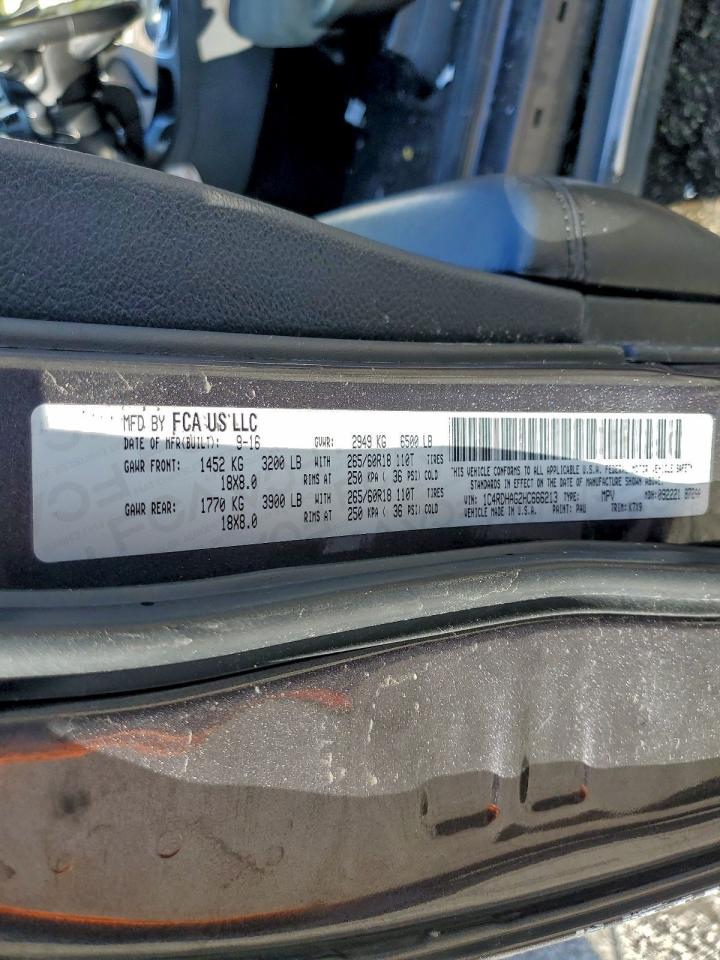 MFD BY FCA US LLC
DATE OF MFR(BUILT): 9-16 GVWR: 2949 KG 6500 LB
GAWR FRONT: 1452 KG 3200 LB WITH 265/60R18 110T TIRES
18X8.0 RIMS AT 250 KPA ( 36 PSI) COLD
GAWR REAR: 1770 KG 3900 LB WITH 265/60R18 110T TIRES
18X8.0 RIMS AT 250 KPA ( 36 PSI) COLD
THIS VEHICLE CONFORMS TO ALL APPLICABLE U.S.A. FEDERAL MOTOR VEHICLE SAFETY
STANDARDS IN EFFECT ON THE DATE OF MANUFACTURE SHOWN ABOVE.
VIN: 1C4RDHAG2HC666213 TYPE: MPV MDH: 092221
VEHICLE MADE IN U.S.A. PAINT: PAU TRIM: K7X9